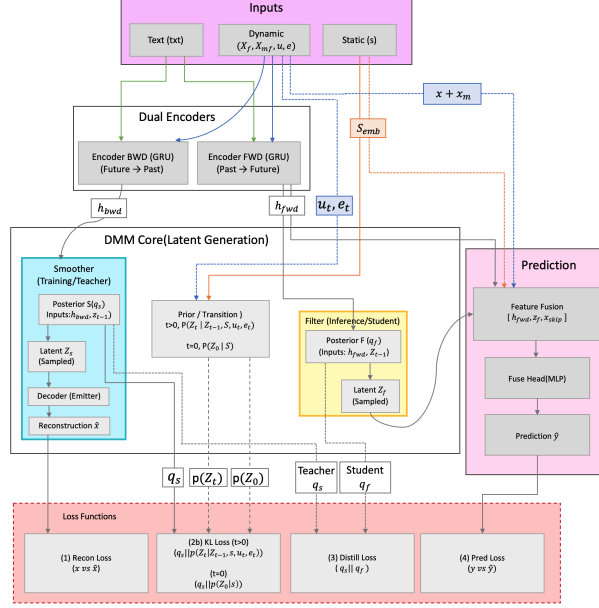 Inputs
Text (txt)
Dynamic
(X_f, X_mf, u, e)
Static (s)
x + x_m
S_emb
Dual Encoders
Encoder BWD (GRU)
(Future → Past)
Encoder FWD (GRU)
(Past → Future)
h_bwd
h_fwd
u_t, e_t
DMM Core(Latent Generation)
Smoother
(Training/Teacher)
Posterior S(q_s)
Inputs:h_bwd, z_{t-1})
Latent Z_s
(Sampled)
Decoder (Emitter)
Reconstruction x̂
Prior / Transition )
t>0, P(Z_t | Z_{t-1}, S, u_t, e_t)
t=0, P(Z_0 | S)
Filter (Inference/Student)
Posterior F (q_f)
(Inputs: h_fwd, Z_{t-1})
Latent Z_f
(Sampled)
Prediction
Feature Fusion
[ h_fwd, z_f, x_skip ]
Fuse Head(MLP)
Prediction ŷ
q_s
p(Z_t)
p(Z_0)
Teacher
q_s
Student
q_f
Loss Functions
(1) Recon Loss
(x vs x̂)
(2b) KL Loss (t>0)
(q_s||p(Z_t|Z_{t-1}, s, u_t, e_t))
(t=0)
(q_s||p(Z_0|s))
(3) Distill Loss
( q_s|| q_f )
(4) Pred Loss
(y vs ŷ)